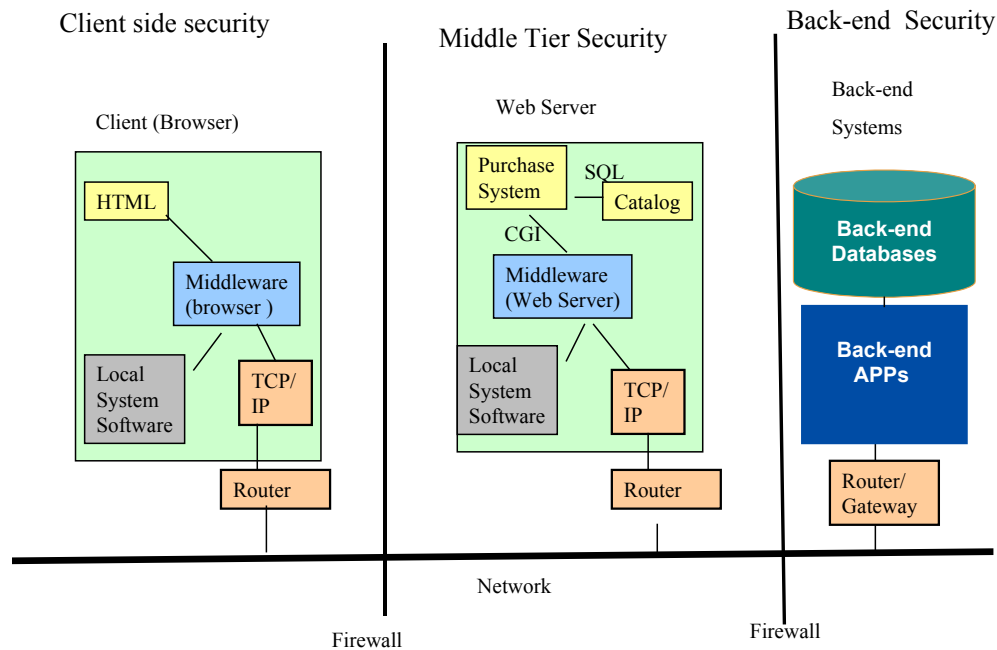 Client side security
Middle Tier Security
Back-end Security
Client (Browser)
HTML
Middleware
(browser )
Local
System
Software
TCP/
IP
Router
Web Server
Purchase
System
SQL
Catalog
CGI
Middleware
(Web Server)
Local
System
Software
TCP/
IP
Router
Back-end
Systems
Back-end
Databases
Back-end
APPs
Router/
Gateway
Network
Firewall
Firewall